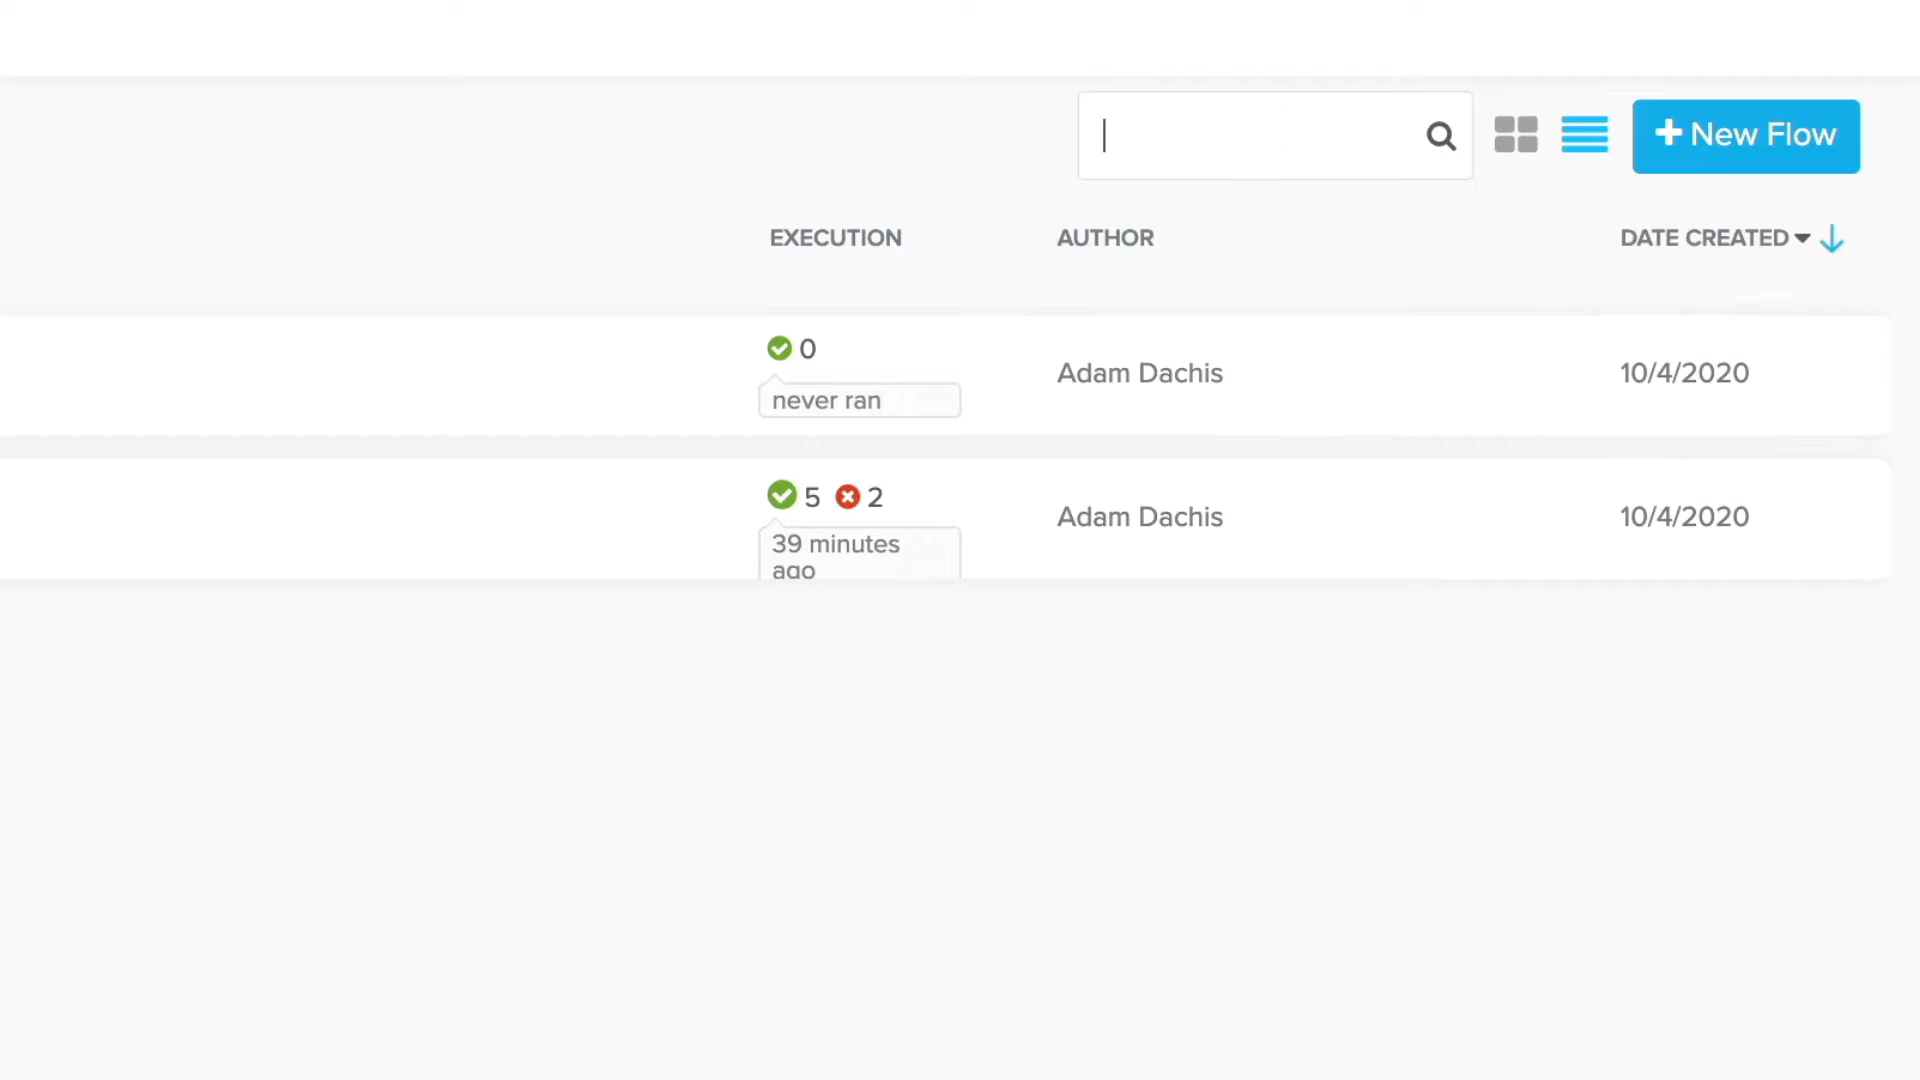 New Flow
EXECUTION AUTHOR DATE CREATED
0
never ran
Adam Dachis 10/4/2020
5 2
39 minutes
ago
Adam Dachis 10/4/2020